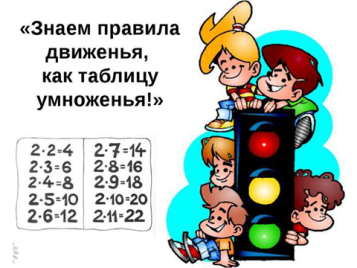 «Знаем правила
движенья,
как таблицу
умноженья!»
2·2=4
2·3=6
2·4=8
2·5=10
2·6=12
2·7=14
2·8=16
2·9=18
2·10=20
2·11=22